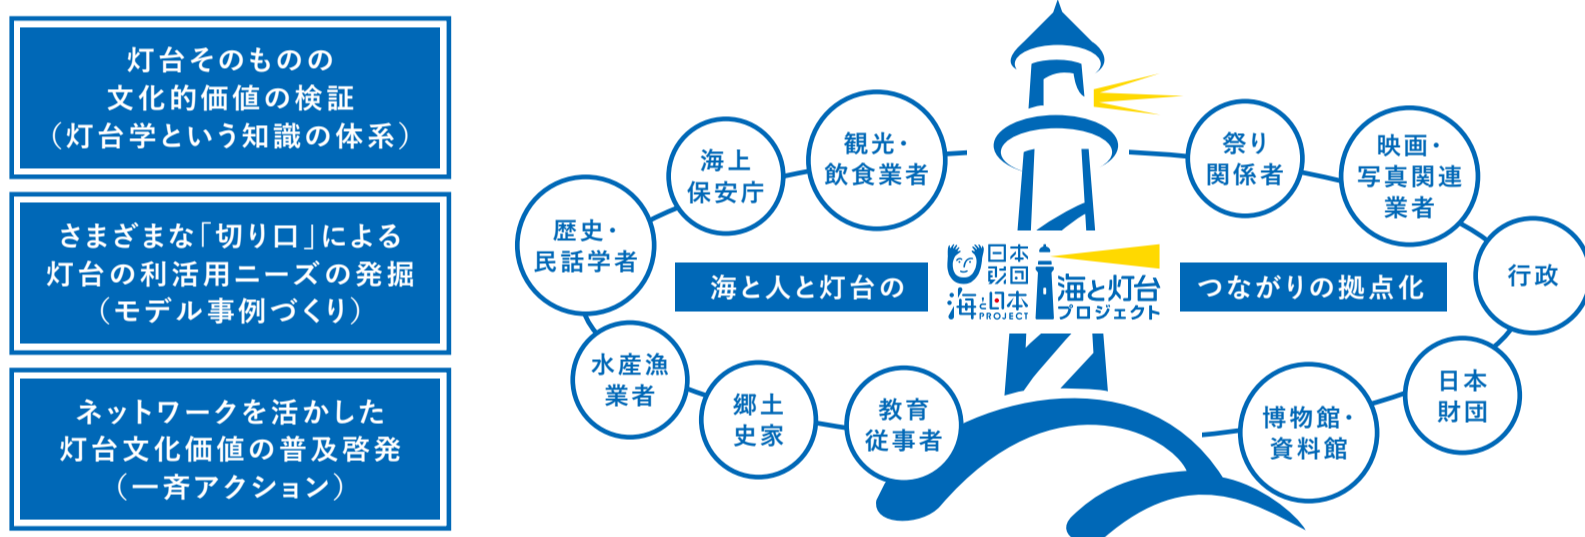 灯台そのものの
文化的価値の検証
（灯台学という知識の体系）
さまざまな「切り口」による
灯台の利活用ニーズの発掘
（モデル事例づくり）
ネットワークを活かした
灯台文化価値の普及啓発
（一斉アクション）
観光・
飲食業者
海上
保安庁
歴史・
民話学者
水産漁
業者
郷土
史家
教育
従事者
祭り
関係者
映画・
写真関連
業者
行政
日本
財団
博物館・
資料館
海と人と灯台の
日本
財団
海と日本
PROJECT
海と灯台
プロジェクト
つながりの拠点化